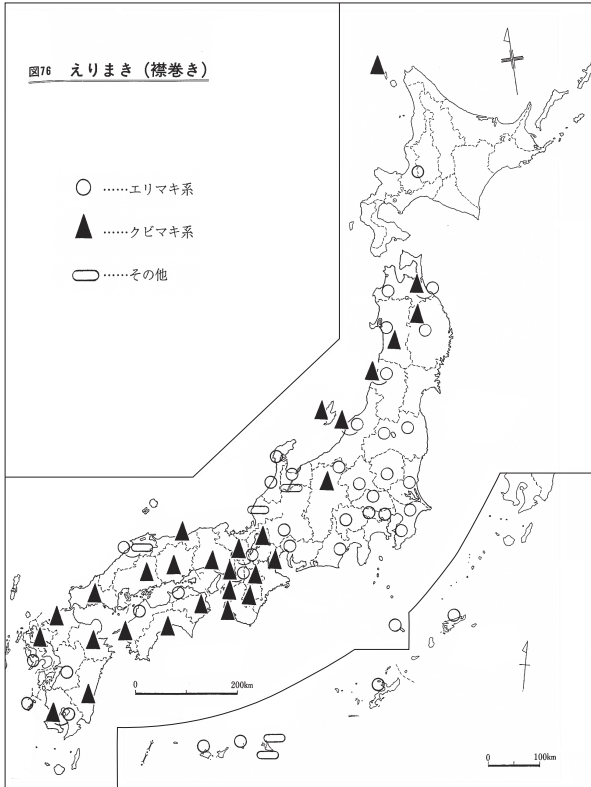 図76 えりまき（襟巻き）
……エリマキ系
……クビマキ系
……その他
0 200km
0 100km